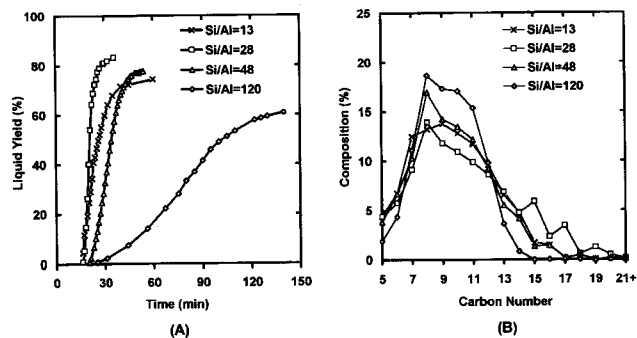 100
80
60
40
20
0
Liquid Yield (%)
0 30 60 90 120 150
Time (min)
Si/Al=13
Si/Al=28
Si/Al=48
Si/Al=120
(A)
25
20
15
10
5
0
Composition (%)
5 7 9 11 13 15 17 19 21+
Carbon Number
Si/Al=13
Si/Al=28
Si/Al=48
Si/Al=120
(B)